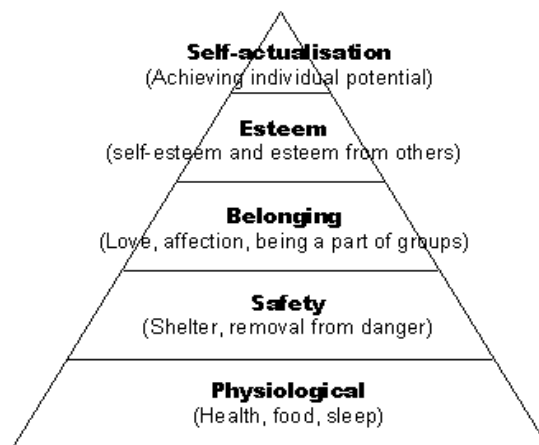 Self-actualisation
(Achieving individual potential)
Esteem
(self-esteem and esteem from others)
Belonging
(Love, affection, being a part of groups)
Safety
(Shelter, removal from danger)
Physiological
(Health, food, sleep)